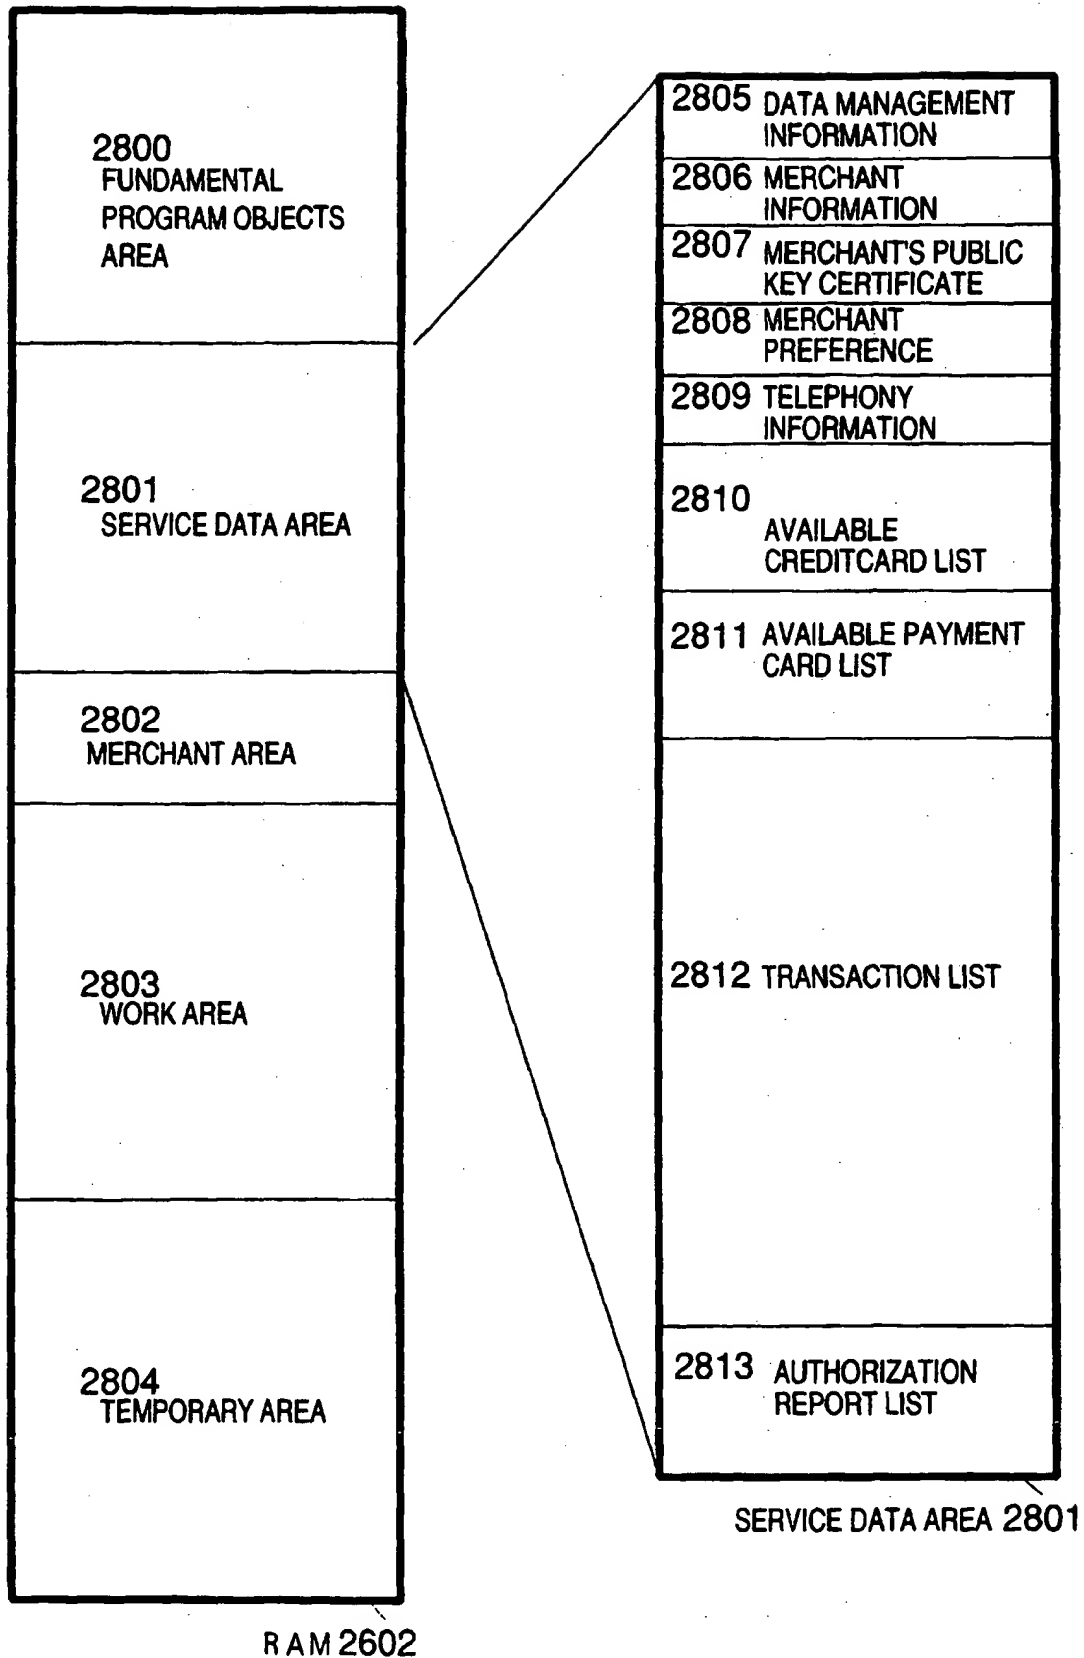 2800
FUNDAMENTAL
PROGRAM OBJECTS
AREA
2801
SERVICE DATA AREA
2802
MERCHANT AREA
2803
WORK AREA
2804
TEMPORARY AREA
RAM 2602
2805 DATA MANAGEMENT
INFORMATION
2806 MERCHANT
INFORMATION
2807 MERCHANT'S PUBLIC
KEY CERTIFICATE
2808 MERCHANT
PREFERENCE
2809 TELEPHONY
INFORMATION
2810
AVAILABLE
CREDITCARD LIST
2811 AVAILABLE PAYMENT
CARD LIST
2812 TRANSACTION LIST
2813 AUTHORIZATION
REPORT LIST
SERVICE DATA AREA 2801